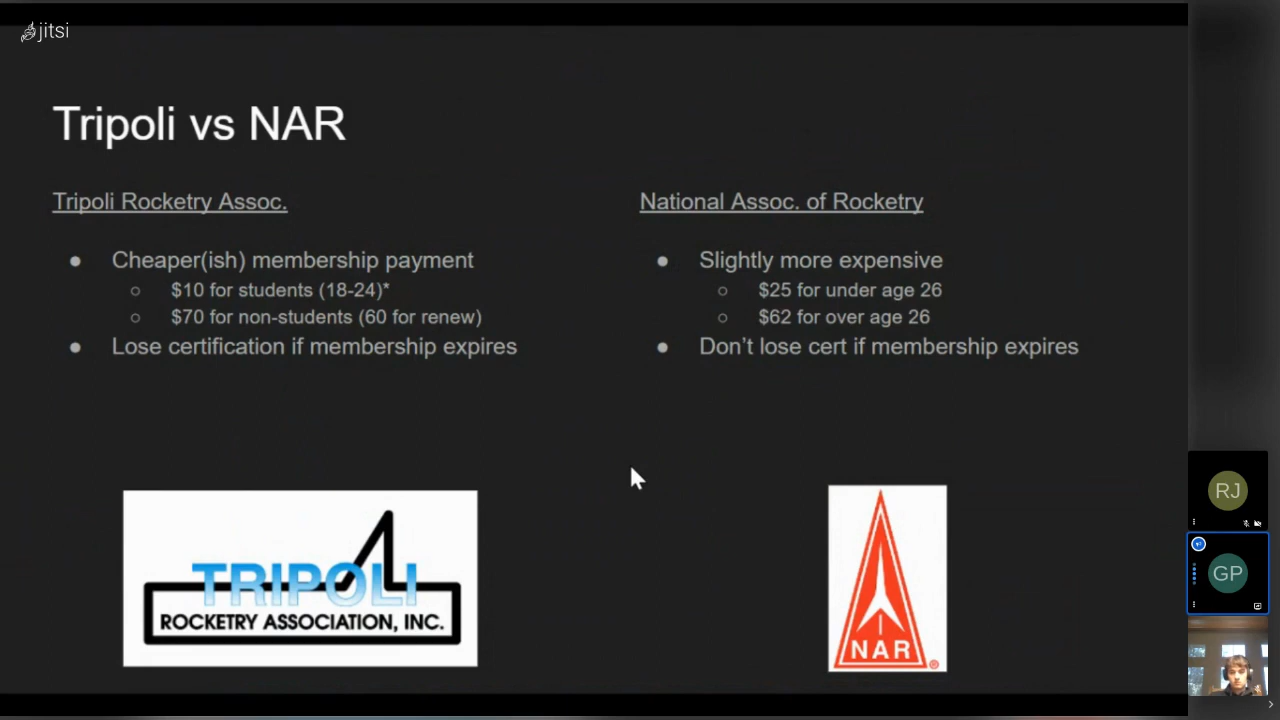 jitsi
Tripoli vs NAR
Tripoli Rocketry Assoc.
● Cheaper(ish) membership payment
○ $10 for students (18-24)*
○ $70 for non-students (60 for renew)
● Lose certification if membership expires
National Assoc. of Rocketry
● Slightly more expensive
○ $25 for under age 26
○ $62 for over age 26
● Don't lose cert if membership expires
TRIPOLI
ROCKETRY ASSOCIATION, INC.
NAR
®
RJ
GP